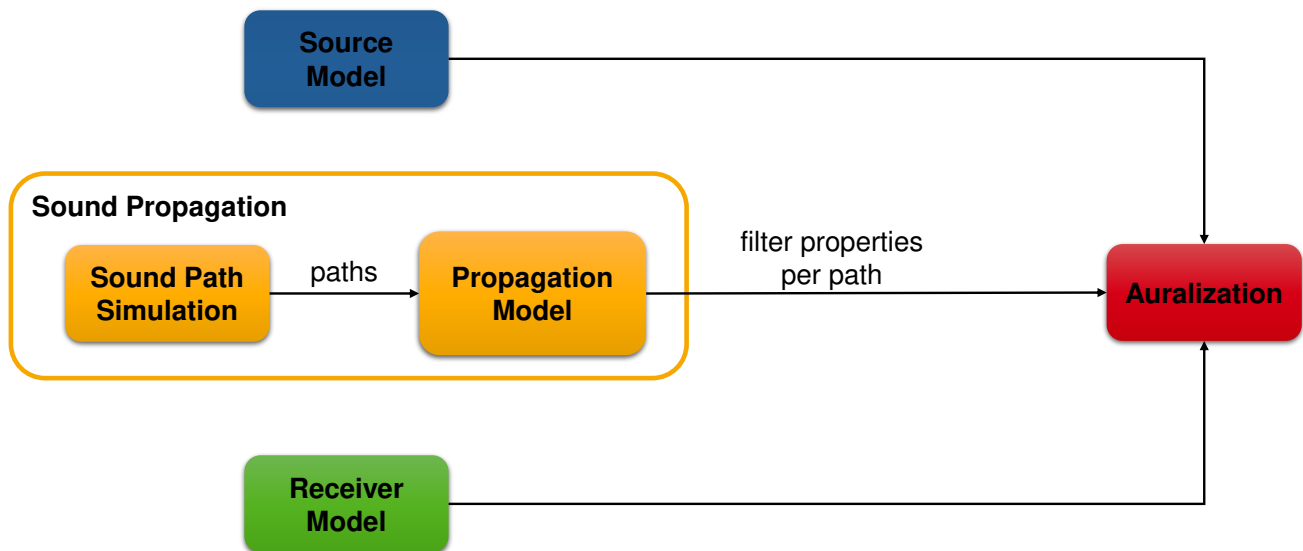 Source
Model
Sound Propagation
Sound Path
Simulation
paths
Propagation
Model
filter properties
per path
Auralization
Receiver
Model